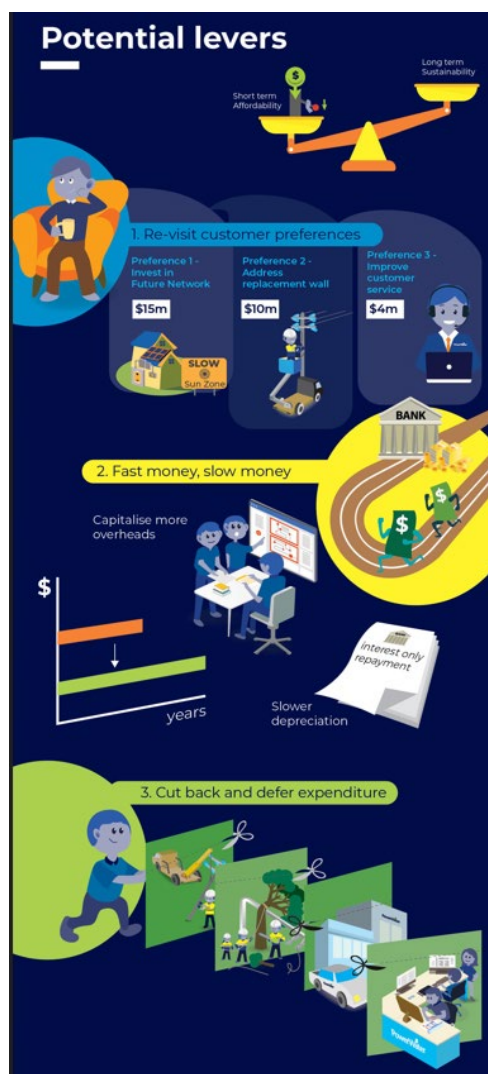 Potential levers
Long term
Sustainability
$
Short term
Affordability
1. Re-visit customer preferences
Preference 1 -
Invest in
Future Network
$15m
Preference 2 -
Address
replacement wall
$10m
Preference 3 -
Improve
customer
service
$4m
SLOW
Sun Zone
BANK
2. Fast money, slow money
$
$
Capitalise more
overheads
$
years
interest only
repayment
Slower
depreciation
3. Cut back and defer expenditure
PowerWater